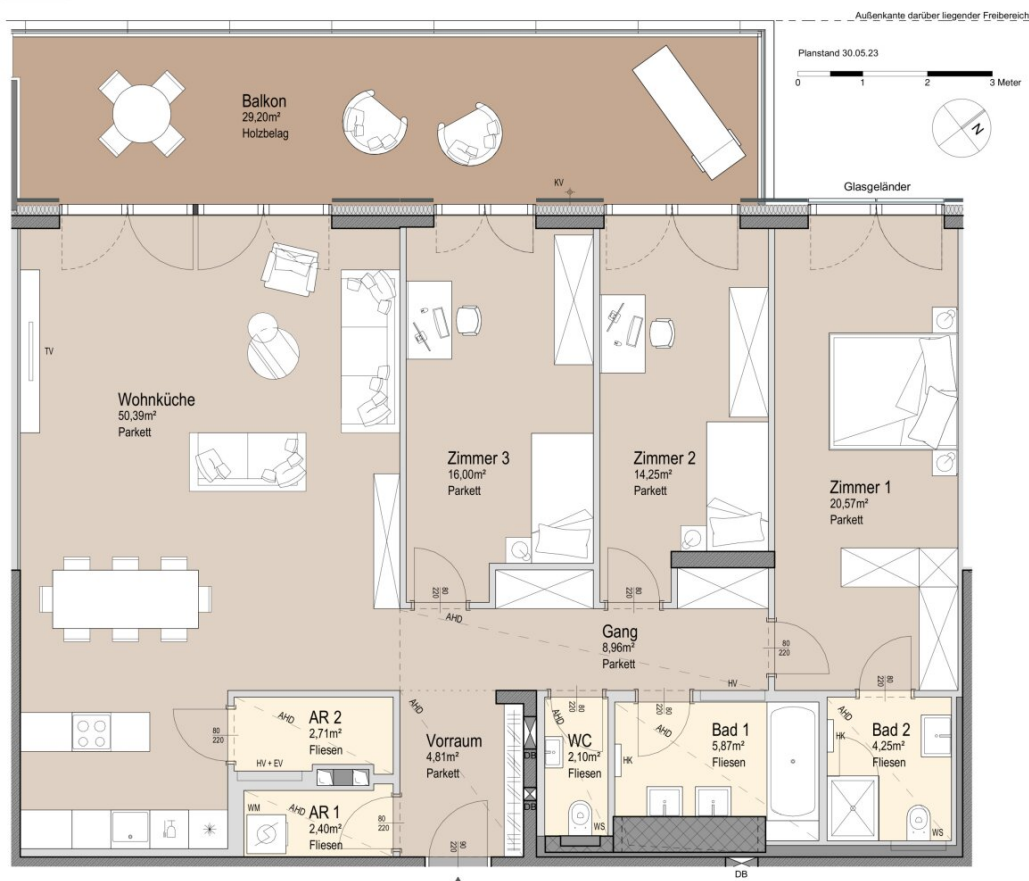 Außenkante darüber liegender Freibereich
Planstand 30.05.23
0 1 2 3 Meter
N
Balkon
29,20m²
Holzbelag
KV
Glasgeländer
TV
Wohnküche
50,39m²
Parkett
Zimmer 3
16,00m²
Parkett
Zimmer 2
14,25m²
Parkett
Zimmer 1
20,57m²
Parkett
80
220
80
220
AHD
Gang
8,96m²
Parkett
80
220
HV
80
220
80
220
80
220
AHD
AR 2
2,71m²
Fliesen
80
220
HV + EV
AHD
Vorraum
4,81m²
Parkett
DB
DB
AHD
WC
2,10m²
Fliesen
WS
HK
Bad 1
5,87m²
Fliesen
AHD
HK
Bad 2
4,25m²
Fliesen
WS
WM
AHD
AR 1
2,40m²
Fliesen
80
220
90
220
DB